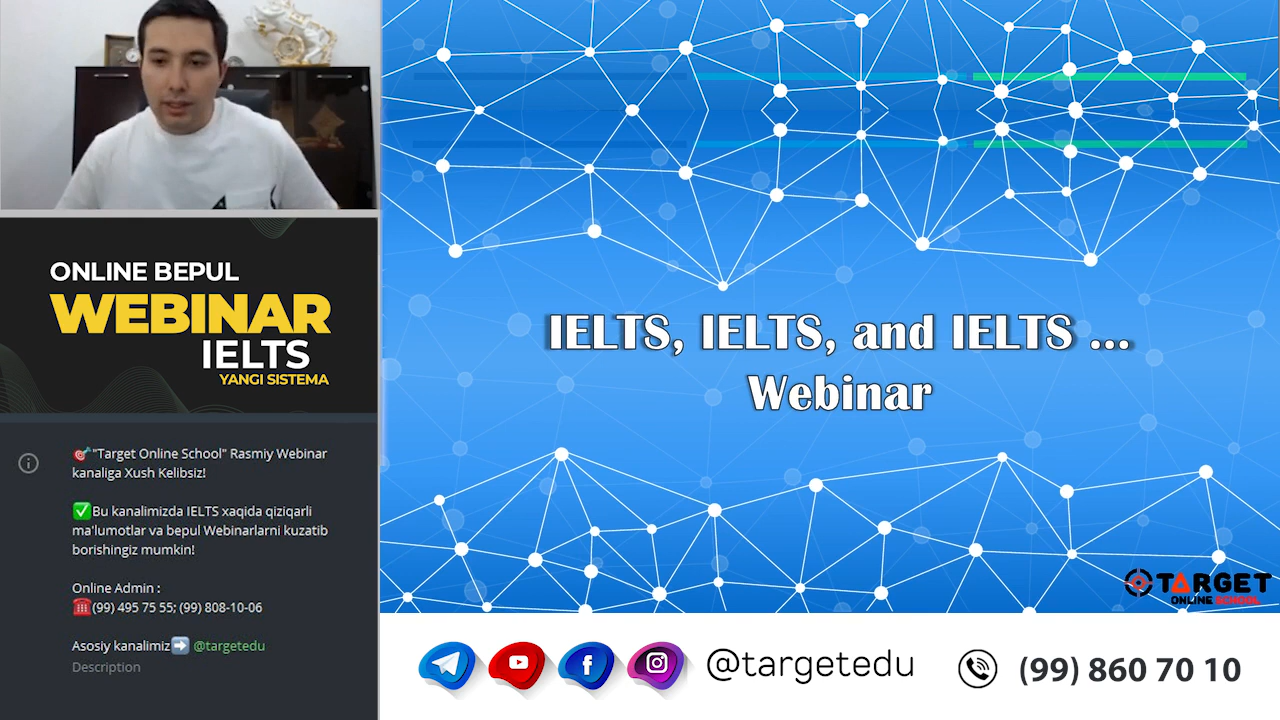 ONLINE BEPUL
WEBINAR
IELTS
YANGI SISTEMA
🎯"Target Online School" Rasmiy Webinar
kanaliga Xush Kelibsiz!
✅Bu kanalimizda IELTS xaqida qiziqarli
ma'lumotlar va bepul Webinarlarni kuzatib
borishingiz mumkin!
Online Admin :
☎️(99) 495 75 55; (99) 808-10-06
Asosiy kanalimiz➡️ @targetedu
Description
IELTS, IELTS, and IELTS ...
Webinar
TARGET
ONLINE SCHOOL
@targetedu
(99) 860 70 10